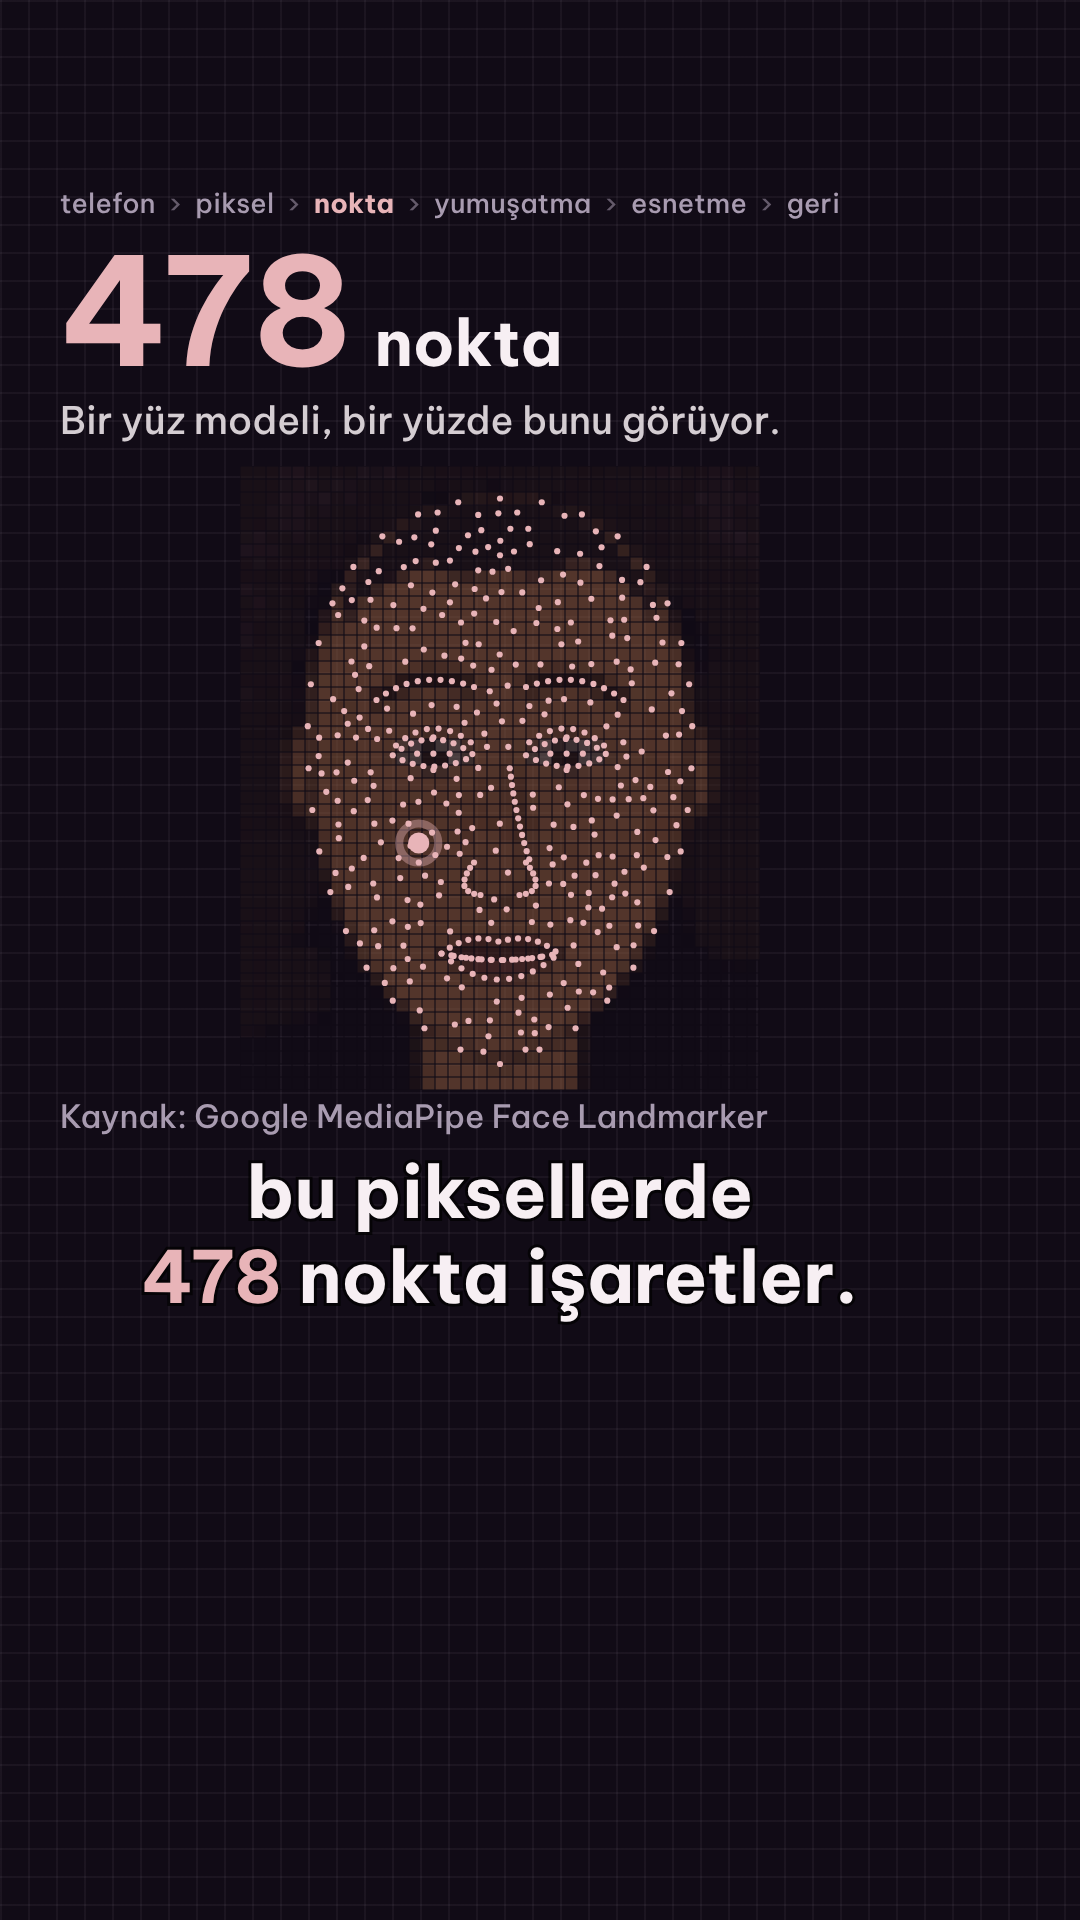 telefon > piksel > nokta > yumuşatma > esnetme > geri
478 nokta
Bir yüz modeli, bir yüzde bunu görüyor.
Kaynak: Google MediaPipe Face Landmarker
bu piksellerde
478 nokta işaretler.